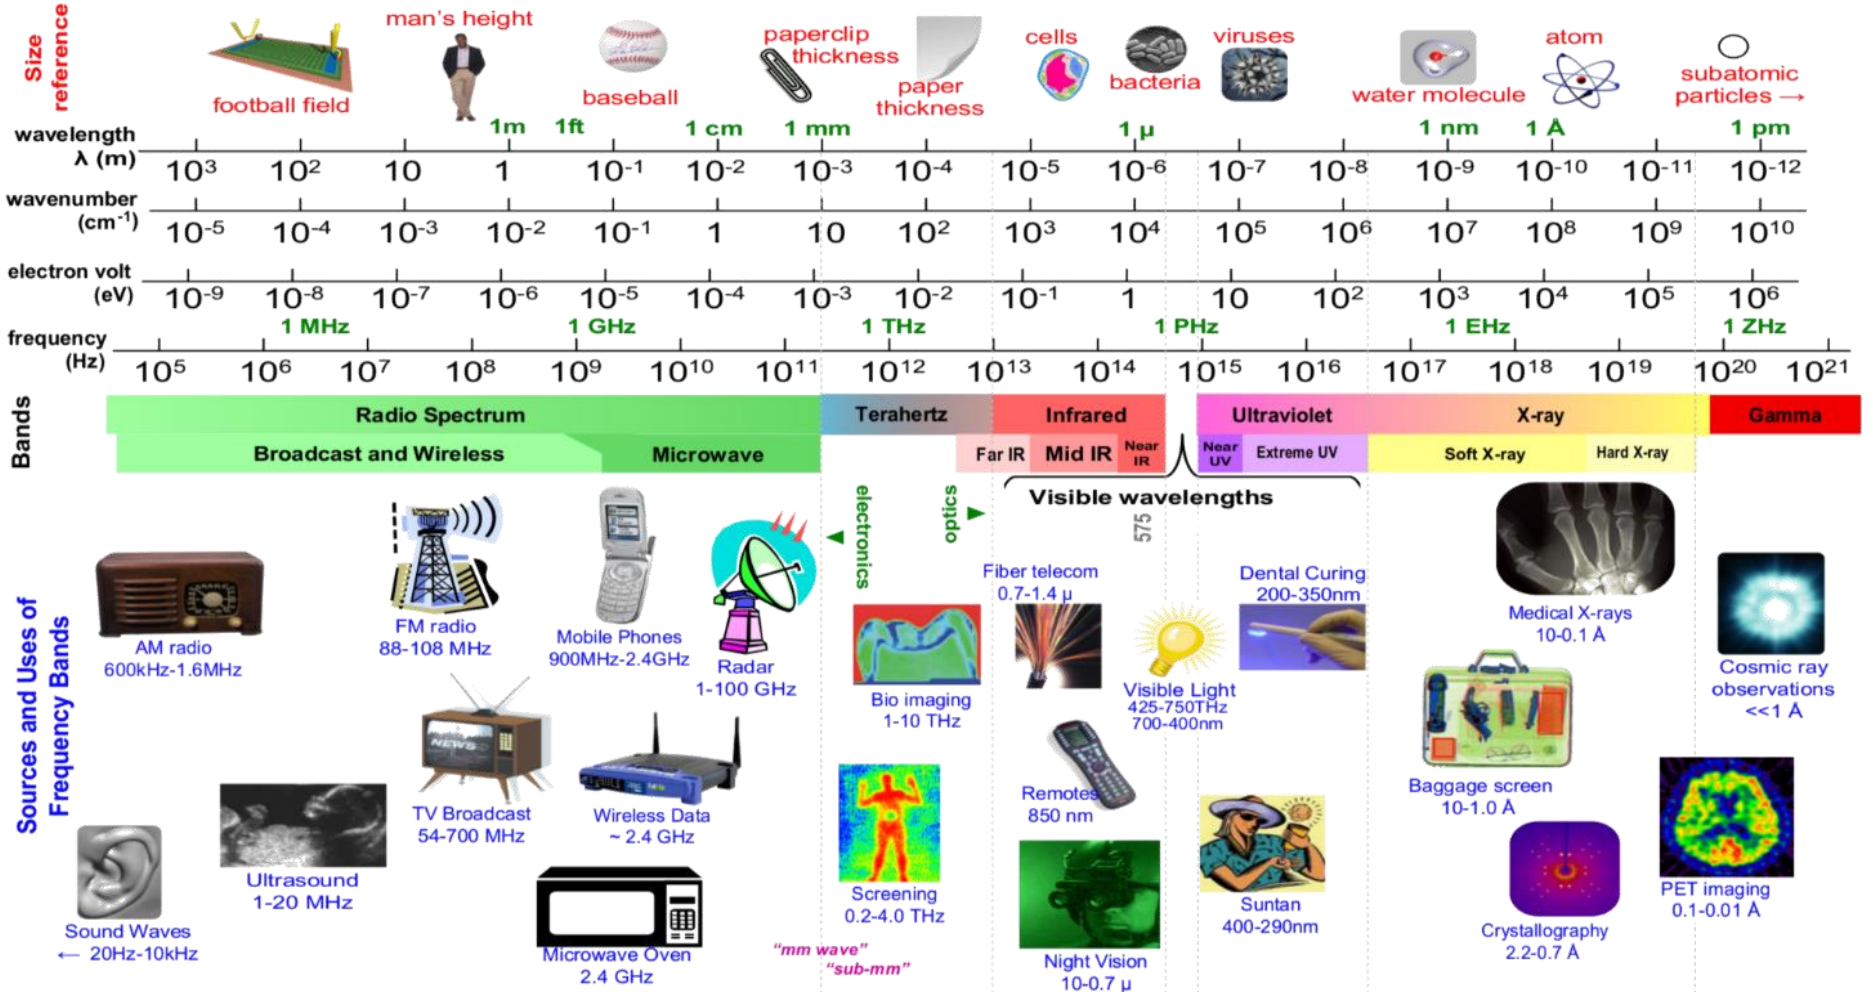 Size
reference
football field
man's height
baseball
paperclip
thickness
paper
thickness
cells
bacteria
viruses
water molecule
atom
subatomic
particles →
1m 1ft 1 cm 1 mm 1 µ 1 nm 1 Å 1 pm
wavelength
λ (m)
10³ 10² 10 1 10⁻¹ 10⁻² 10⁻³ 10⁻⁴ 10⁻⁵ 10⁻⁶ 10⁻⁷ 10⁻⁸ 10⁻⁹ 10⁻¹⁰ 10⁻¹¹ 10⁻¹²
wavenumber
(cm⁻¹)
10⁻⁵ 10⁻⁴ 10⁻³ 10⁻² 10⁻¹ 1 10 10² 10³ 10⁴ 10⁵ 10⁶ 10⁷ 10⁸ 10⁹ 10¹⁰
electron volt
(eV)
10⁻⁹ 10⁻⁸ 10⁻⁷ 10⁻⁶ 10⁻⁵ 10⁻⁴ 10⁻³ 10⁻² 10⁻¹ 1 10 10² 10³ 10⁴ 10⁵ 10⁶
1 MHz 1 GHz 1 THz 1 PHz 1 EHz 1 ZHz
frequency
(Hz)
10⁵ 10⁶ 10⁷ 10⁸ 10⁹ 10¹⁰ 10¹¹ 10¹² 10¹³ 10¹⁴ 10¹⁵ 10¹⁶ 10¹⁷ 10¹⁸ 10¹⁹ 10²⁰ 10²¹
Bands
Radio Spectrum Terahertz Infrared Ultraviolet X-ray Gamma
Broadcast and Wireless Microwave Far IR Mid IR
Near
IR
Near
UV
Extreme UV Soft X-ray Hard X-ray
electronics
optics
Visible wavelengths
575
Sources and Uses of
Frequency Bands
AM radio
600kHz-1.6MHz
FM radio
88-108 MHz
Mobile Phones
900MHz-2.4GHz
Radar
1-100 GHz
Bio imaging
1-10 THz
Fiber telecom
0.7-1.4 µ
Visible Light
425-750THz
700-400nm
Dental Curing
200-350nm
Medical X-rays
10-0.1 Å
Cosmic ray
observations
<<1 Å
Sound Waves
← 20Hz-10kHz
Ultrasound
1-20 MHz
NEWS
TV Broadcast
54-700 MHz
Wireless Data
~ 2.4 GHz
Microwave Oven
2.4 GHz
Screening
0.2-4.0 THz
"mm wave"
"sub-mm"
Remotes
850 nm
Night Vision
10-0.7 µ
Suntan
400-290nm
Baggage screen
10-1.0 Å
Crystallography
2.2-0.7 Å
PET imaging
0.1-0.01 Å